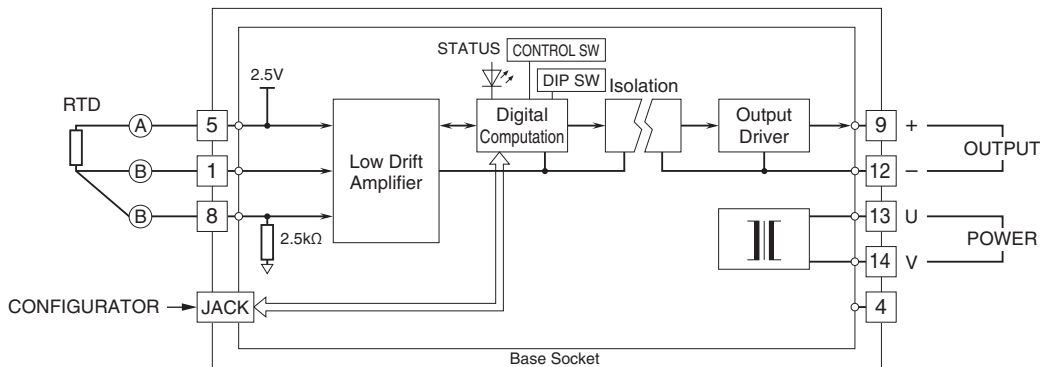 STATUS
CONTROL SW
DIP SW
2.5V
Isolation
RTD
A
5
Digital
Computation
Output
Driver
9
+
OUTPUT
B
1
Low Drift
Amplifier
12
−
B
8
2.5kΩ
13
U
POWER
14
V
CONFIGURATOR
JACK
4
Base Socket